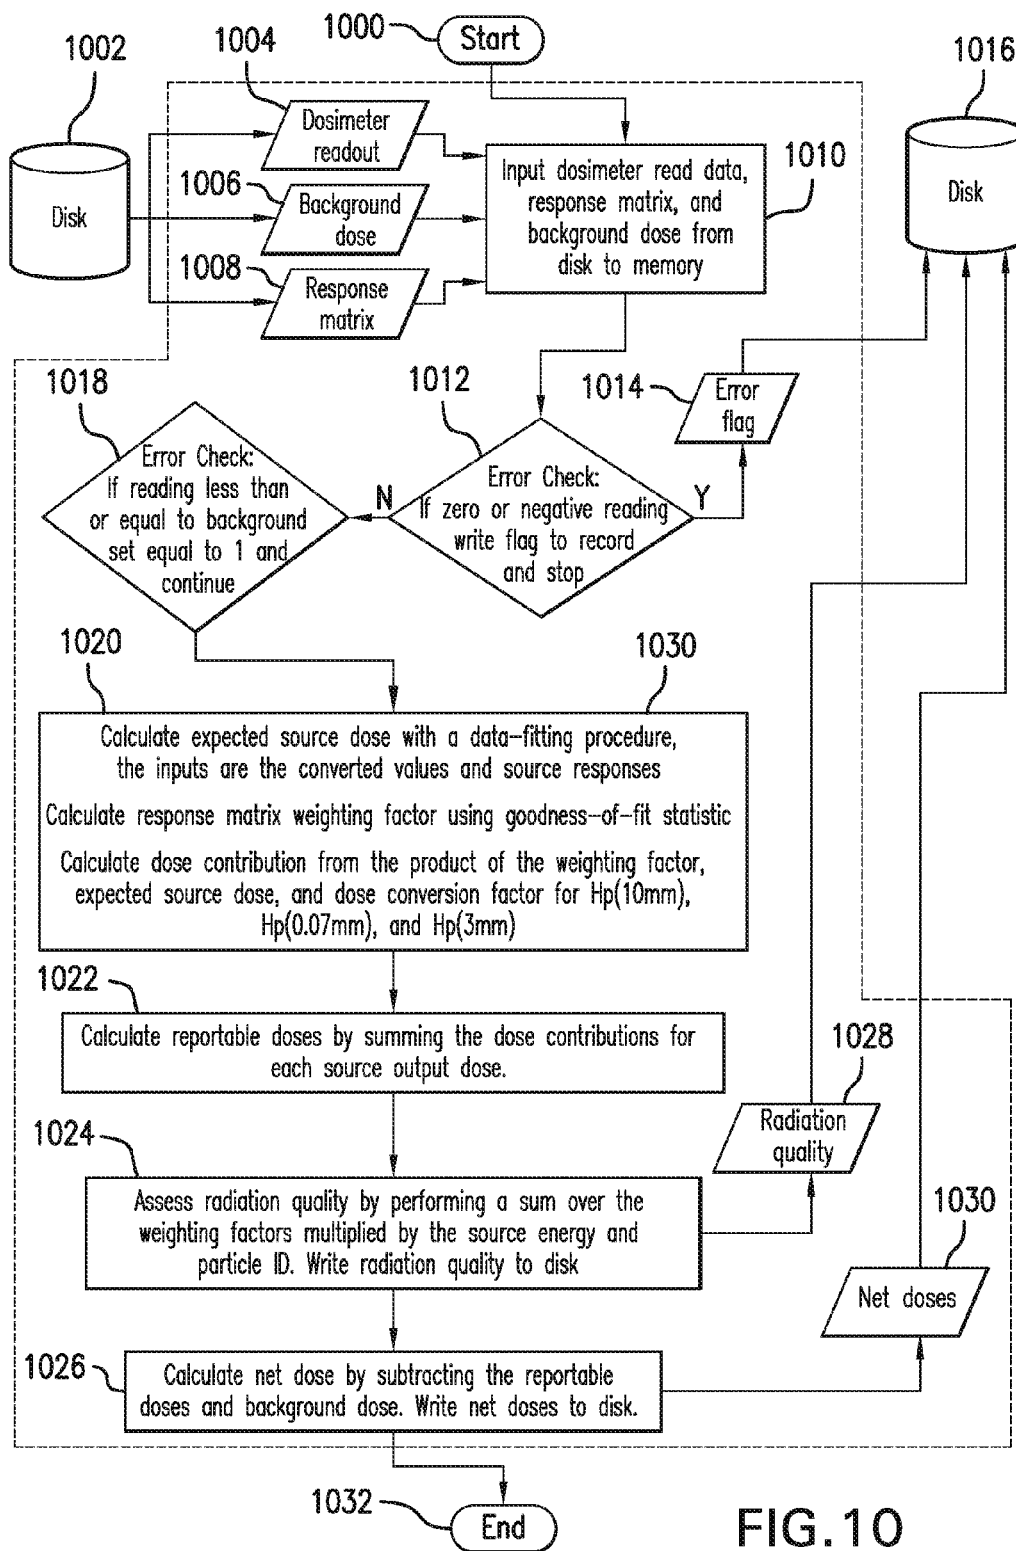 1000
Start
1002
Disk
1004
Dosimeter
readout
1006
Background
dose
1008
Response
matrix
Input dosimeter read data,
response matrix, and
background dose from
disk to memory
1010
1016
Disk
1018
Error Check:
If reading less than
or equal to background
set equal to 1 and
continue
N
1012
Error Check:
If zero or negative reading
write flag to record
and stop
Y
1014
Error
flag
1020
1030
Calculate expected source dose with a data-fitting procedure,
the inputs are the converted values and source responses
Calculate response matrix weighting factor using goodness-of-fit statistic
Calculate dose contribution from the product of the weighting factor,
expected source dose, and dose conversion factor for Hp(10mm),
Hp(0.07mm), and Hp(3mm)
1022
Calculate reportable doses by summing the dose contributions for
each source output dose.
1024
Assess radiation quality by performing a sum over the
weighting factors multiplied by the source energy and
particle ID. Write radiation quality to disk
1028
Radiation
quality
1030
Net doses
1026
Calculate net dose by subtracting the reportable
doses and background dose. Write net doses to disk.
1032
End
FIG.10